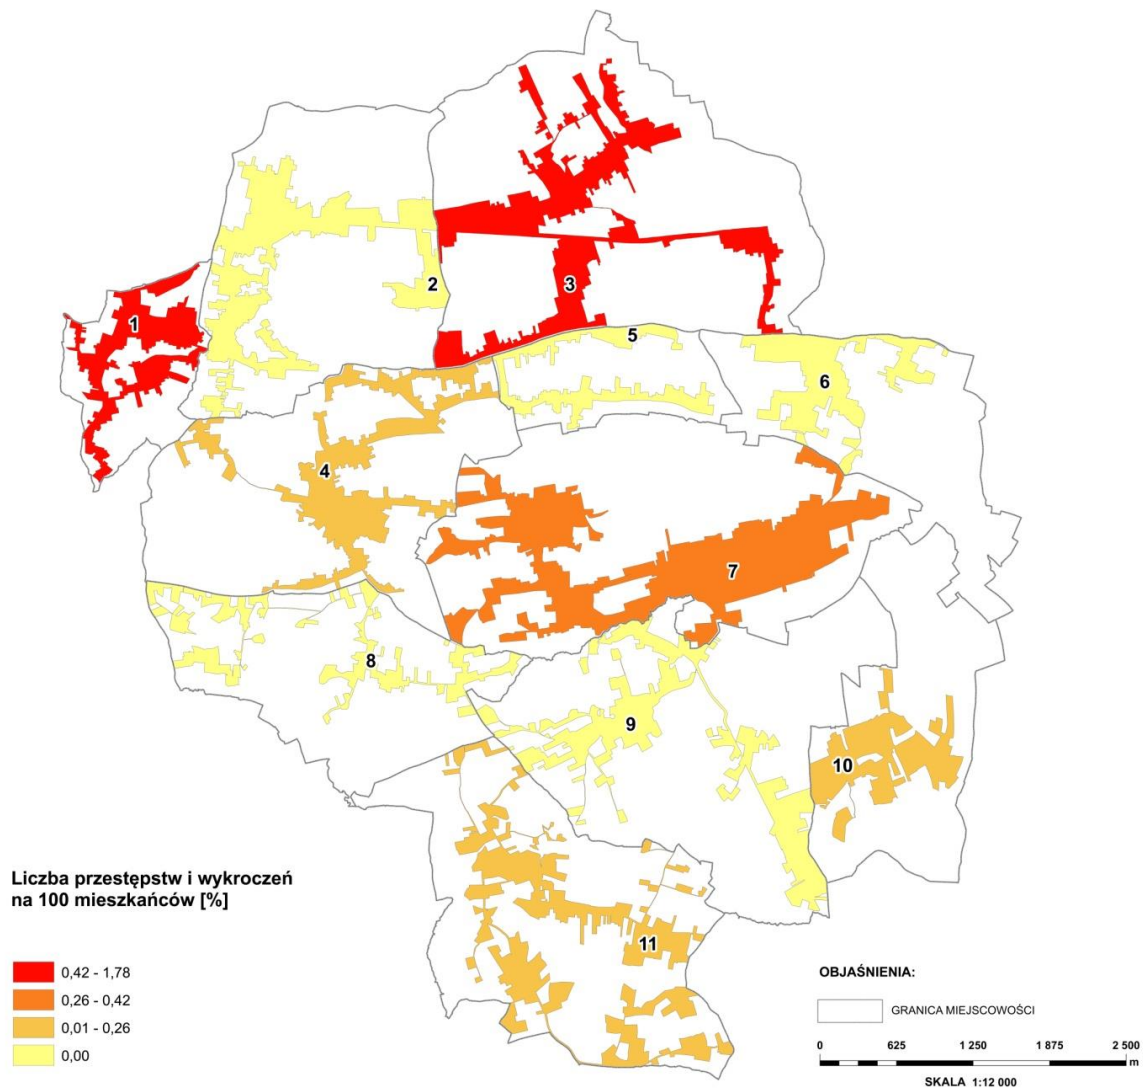 1
2
3
4
5
6
7
8
9
10
11
Liczba przestępstw i wykroczeń
na 100 mieszkańców [%]
0,42 - 1,78
0,26 - 0,42
0,01 - 0,26
0,00
OBJAŚNIENIA:
GRANICA MIEJSCOWOŚCI
0 625 1 250 1 875 2 500
m
SKALA 1:12 000